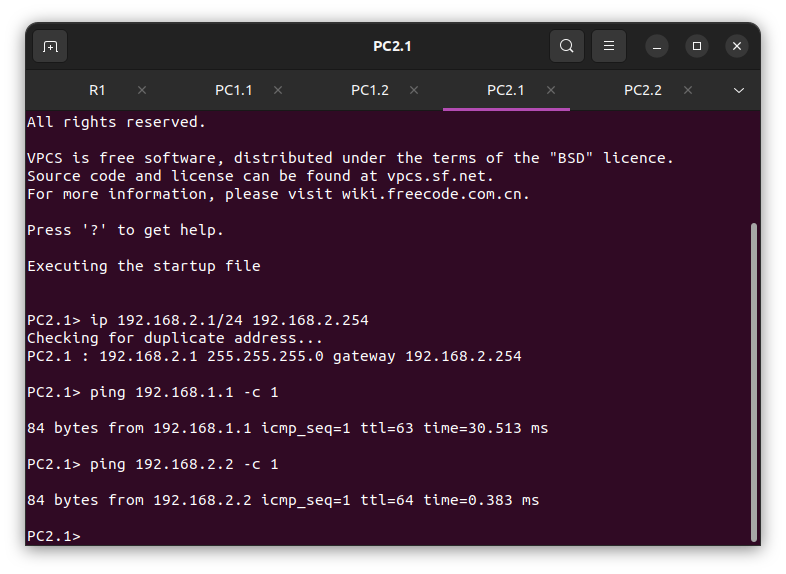 PC2.1
R1 PC1.1 PC1.2 PC2.1 PC2.2
All rights reserved.
VPCS is free software, distributed under the terms of the "BSD" licence.
Source code and license can be found at vpcs.sf.net.
For more information, please visit wiki.freecode.com.cn.
Press '?' to get help.
Executing the startup file
PC2.1> ip 192.168.2.1/24 192.168.2.254
Checking for duplicate address...
PC2.1 : 192.168.2.1 255.255.255.0 gateway 192.168.2.254
PC2.1> ping 192.168.1.1 -c 1
84 bytes from 192.168.1.1 icmp_seq=1 ttl=63 time=30.513 ms
PC2.1> ping 192.168.2.2 -c 1
84 bytes from 192.168.2.2 icmp_seq=1 ttl=64 time=0.383 ms
PC2.1>